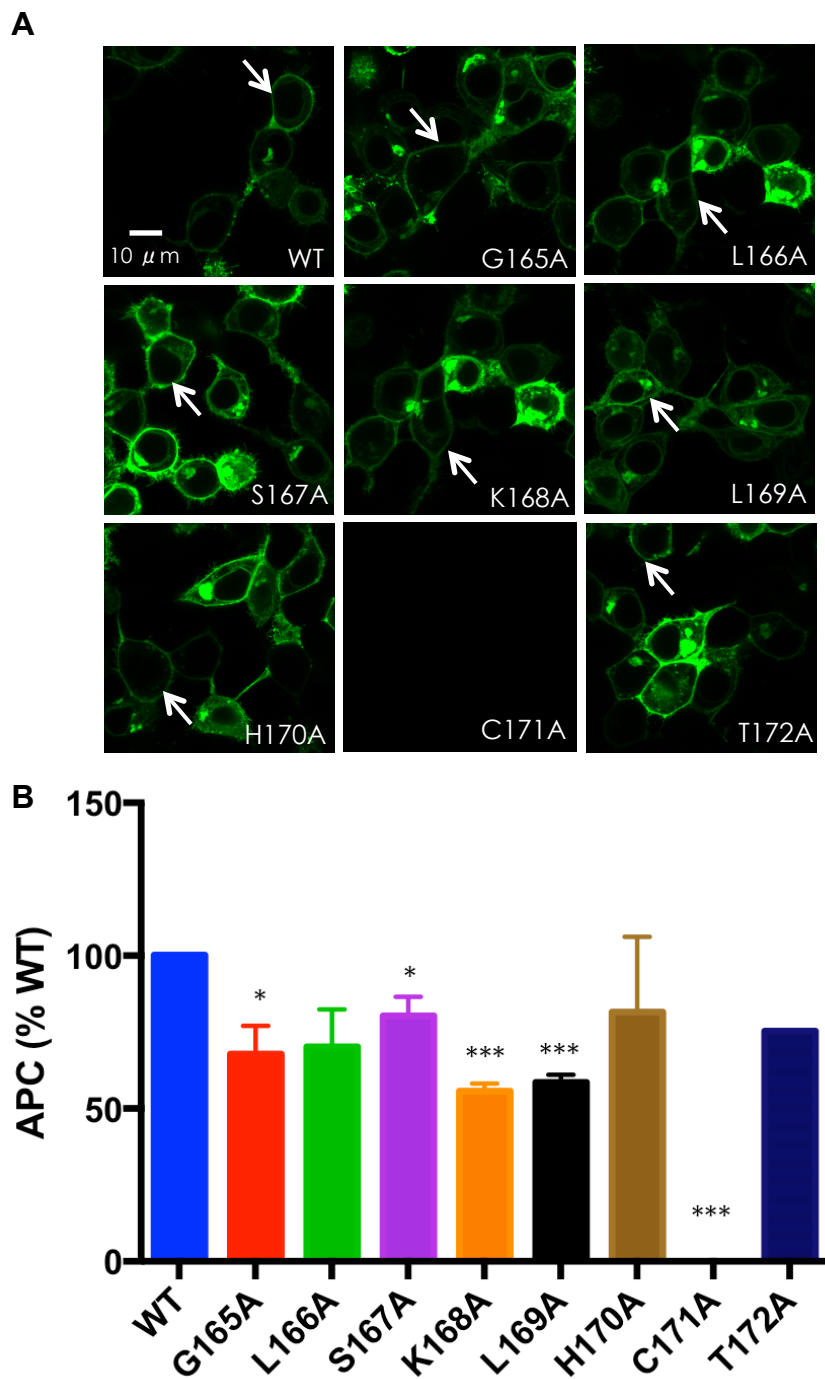 A
10 μm
WT
G165A
L166A
S167A
K168A
L169A
H170A
C171A
T172A
B
APC (% WT)
150
100
50
0
*
*
***
***
***
WT
G165A
L166A
S167A
K168A
L169A
H170A
C171A
T172A